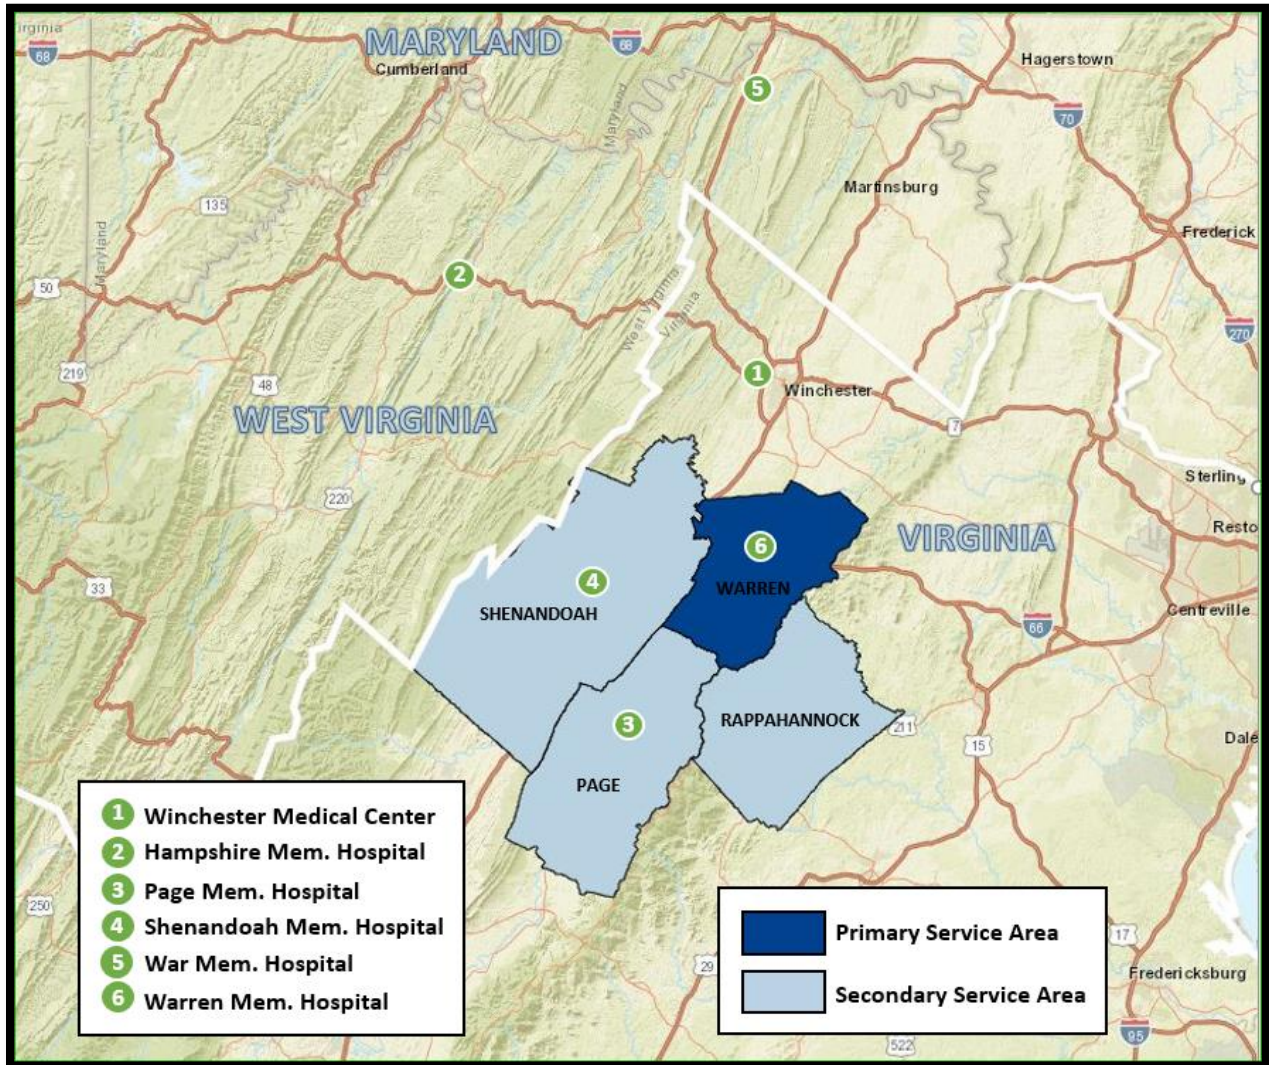 irginia
68
MARYLAND
68
Cumberland
Hagerstown
5
70
Maryland
Martinsburg
135
Maryland
Frederick
50
2
West Virginia
Virginia
270
219
48
1
Winchester
WEST VIRGINIA
7
220
Sterling
VIRGINIA
Resto
6
33
4
WARREN
SHENANDOAH
Centreville
66
3
RAPPAHANNOCK
211
15
Dale
PAGE
1 Winchester Medical Center
2 Hampshire Mem. Hospital
3 Page Mem. Hospital
4 Shenandoah Mem. Hospital
5 War Mem. Hospital
6 Warren Mem. Hospital
250
Primary Service Area
Secondary Service Area
17
29
Fredericksburg
95
522